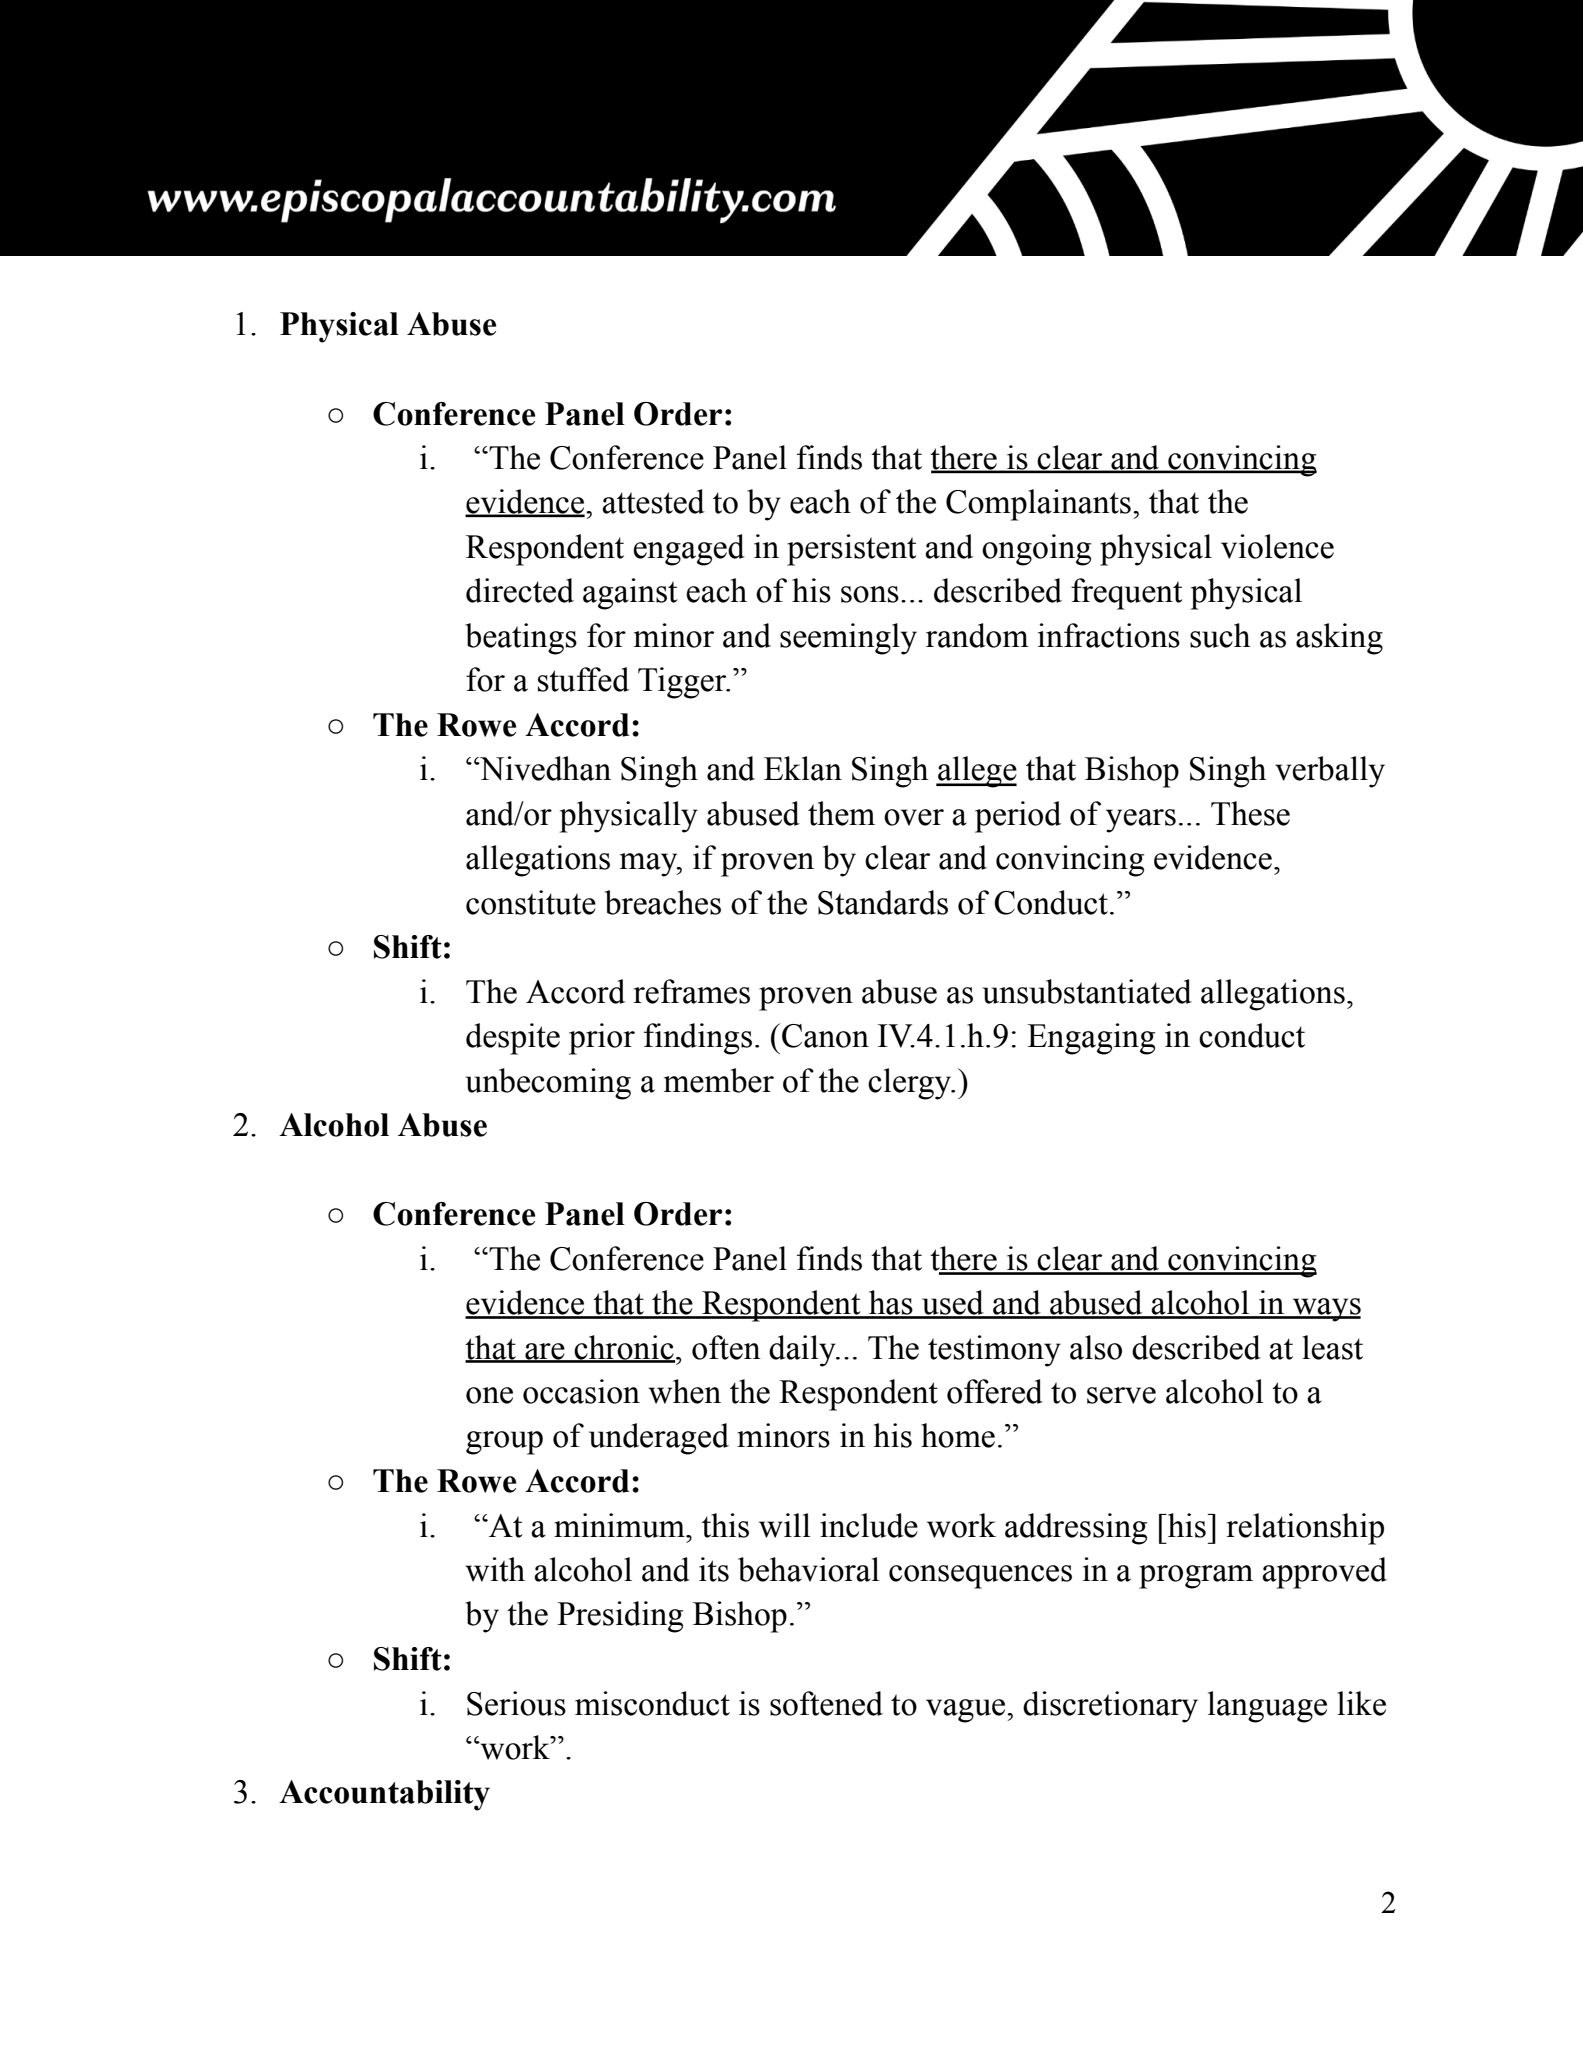 www.episcopalaccountability.com
1. Physical Abuse
○ Conference Panel Order:
i. “The Conference Panel finds that there is clear and convincing
evidence, attested to by each of the Complainants, that the
Respondent engaged in persistent and ongoing physical violence
directed against each of his sons... described frequent physical
beatings for minor and seemingly random infractions such as asking
for a stuffed Tigger.”
○ The Rowe Accord:
i. “Nivedhan Singh and Eklan Singh allege that Bishop Singh verbally
and/or physically abused them over a period of years... These
allegations may, if proven by clear and convincing evidence,
constitute breaches of the Standards of Conduct.”
○ Shift:
i. The Accord reframes proven abuse as unsubstantiated allegations,
despite prior findings. (Canon IV.4.1.h.9: Engaging in conduct
unbecoming a member of the clergy.)
2. Alcohol Abuse
○ Conference Panel Order:
i. “The Conference Panel finds that there is clear and convincing
evidence that the Respondent has used and abused alcohol in ways
that are chronic, often daily... The testimony also described at least
one occasion when the Respondent offered to serve alcohol to a
group of underaged minors in his home.”
○ The Rowe Accord:
i. “At a minimum, this will include work addressing [his] relationship
with alcohol and its behavioral consequences in a program approved
by the Presiding Bishop.”
○ Shift:
i. Serious misconduct is softened to vague, discretionary language like
“work”.
3. Accountability
2